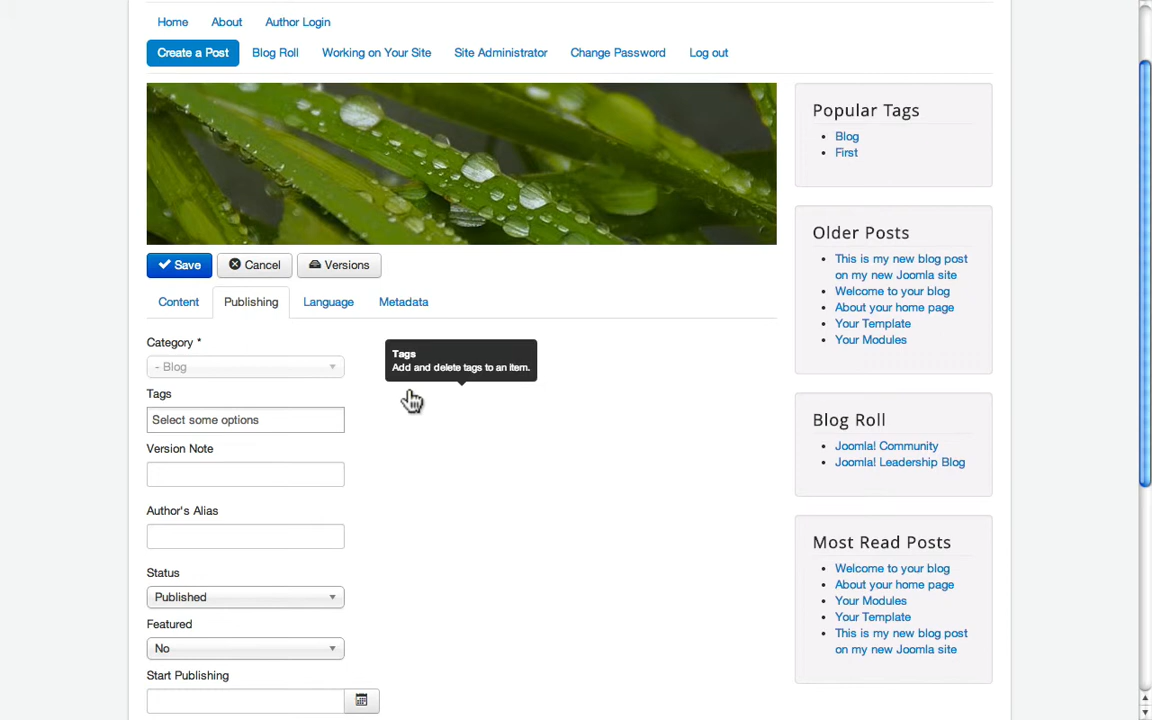 Home About Author Login
Create a Post Blog Roll Working on Your Site Site Administrator Change Password Log out
Save Cancel Versions
Content Publishing Language Metadata
Category *
- Blog
Tags
Add and delete tags to an item.
Tags
Select some options
Version Note
Author's Alias
Status
Published
Featured
No
Start Publishing
Popular Tags
Blog
First
Older Posts
This is my new blog post
on my new Joomla site
Welcome to your blog
About your home page
Your Template
Your Modules
Blog Roll
Joomla! Community
Joomla! Leadership Blog
Most Read Posts
Welcome to your blog
About your home page
Your Modules
Your Template
This is my new blog post
on my new Joomla site